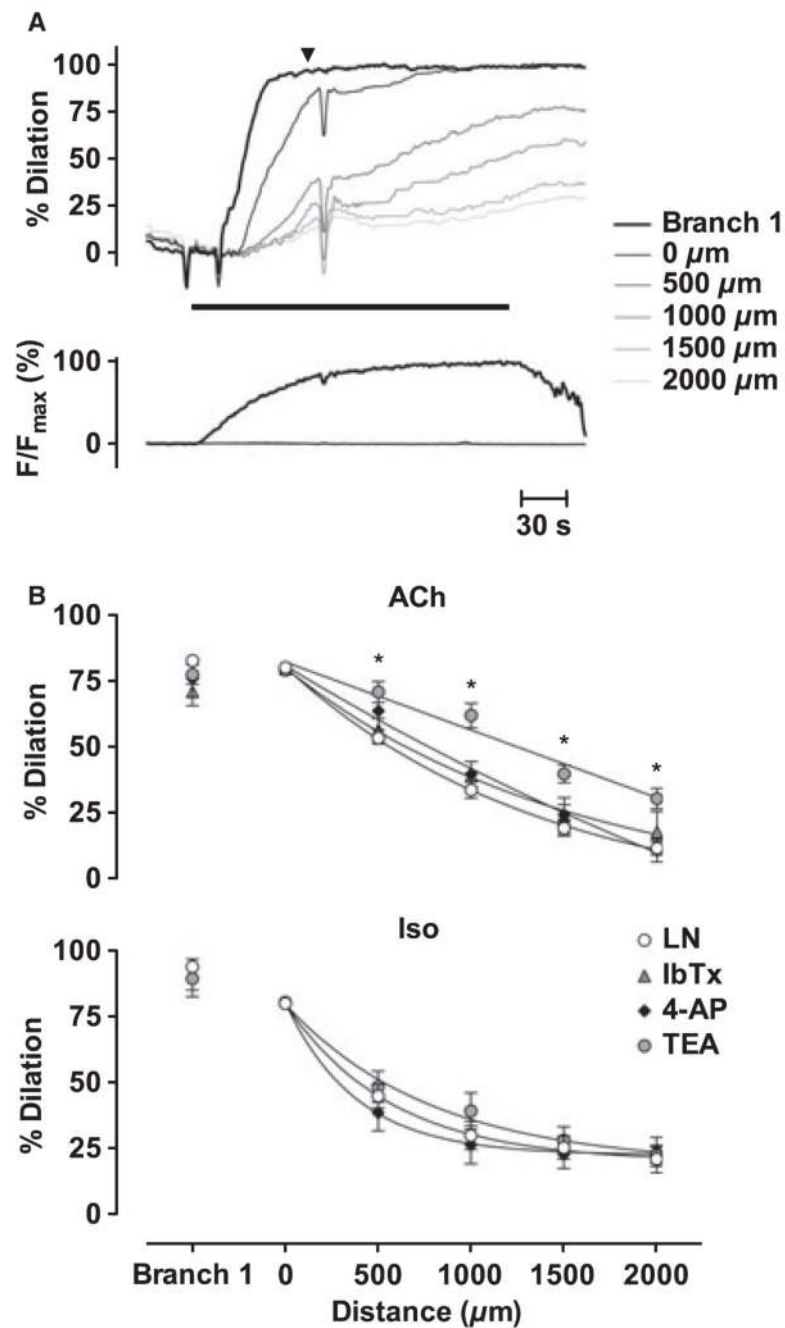 A
100
75
50
25
0
% Dilation
Branch 1
0 µm
500 µm
1000 µm
1500 µm
2000 µm
100
0
F/Fmax (%)
30 s
B
ACh
100
75
50
25
0
% Dilation
* * * *
Iso
100
75
50
25
0
% Dilation
LN
IbTx
4-AP
TEA
Branch 1 0 500 1000 1500 2000
Distance (µm)